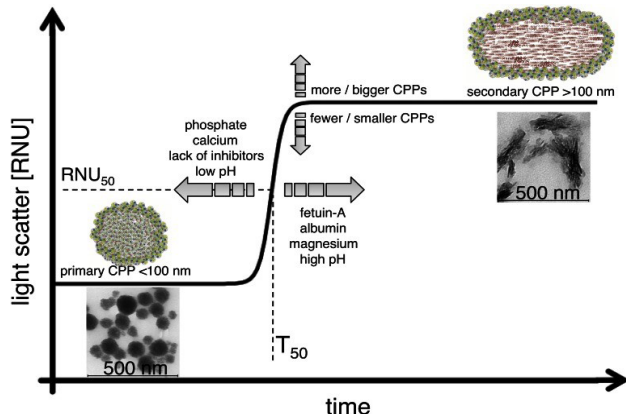 more / bigger CPPs
secondary CPP >100 nm
fewer / smaller CPPs
phosphate
calcium
lack of inhibitors
low pH
500 nm
RNU50
fetuin-A
albumin
magnesium
high pH
primary CPP <100 nm
500 nm
T50
light scatter [RNU]
time